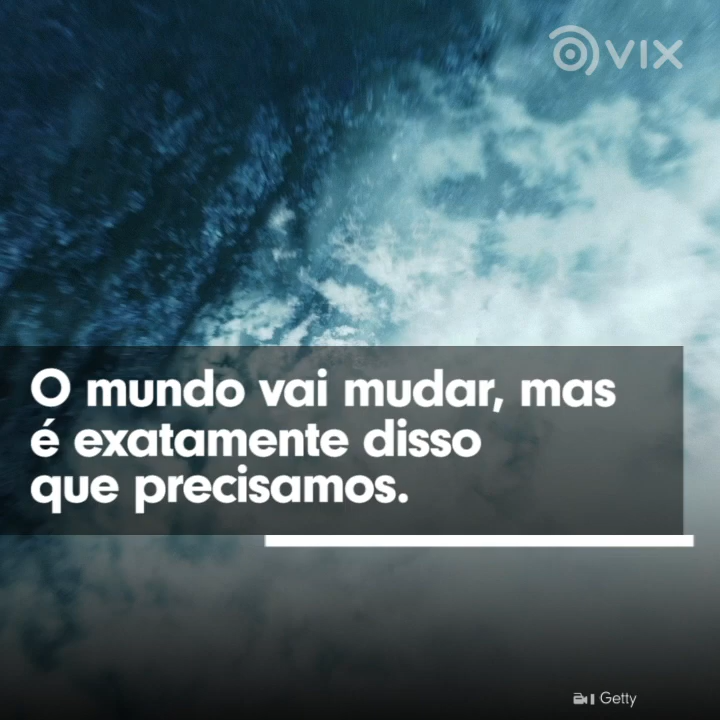 VIX
O mundo vai mudar, mas
é exatamente disso
que precisamos.
Getty